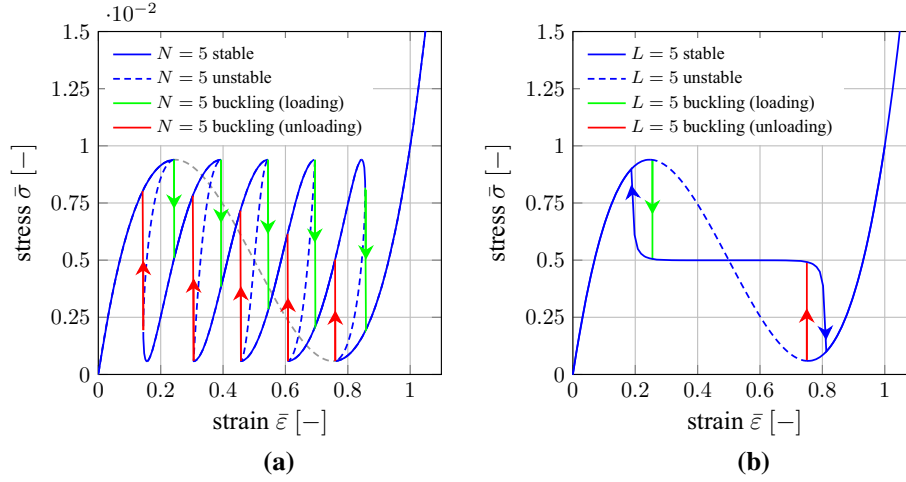 ·10⁻²
1.5
1.25
1
0.75
0.5
0.25
0
stress σ̄ [−]
N = 5 stable
N = 5 unstable
N = 5 buckling (loading)
N = 5 buckling (unloading)
0 0.2 0.4 0.6 0.8 1
strain ε̄ [−]
(a)
1.5
1.25
1
0.75
0.5
0.25
0
stress σ̄ [−]
L = 5 stable
L = 5 unstable
L = 5 buckling (loading)
L = 5 buckling (unloading)
0 0.2 0.4 0.6 0.8 1
strain ε̄ [−]
(b)